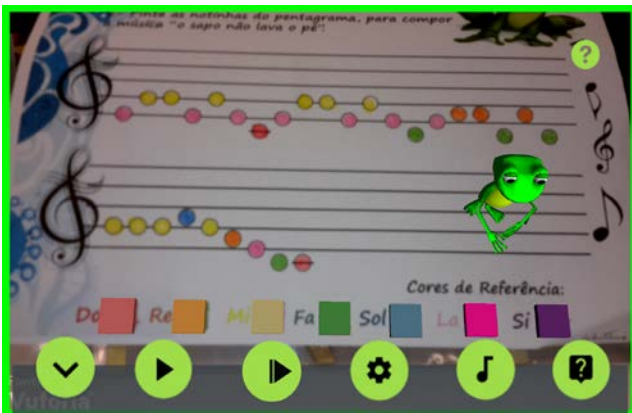 - Pinte as notinhas do pentagrama, para compor
música "o sapo não lava o pé":
?
Cores de Referência:
Do Re Mi Fa Sol La Si
?
Vuforia